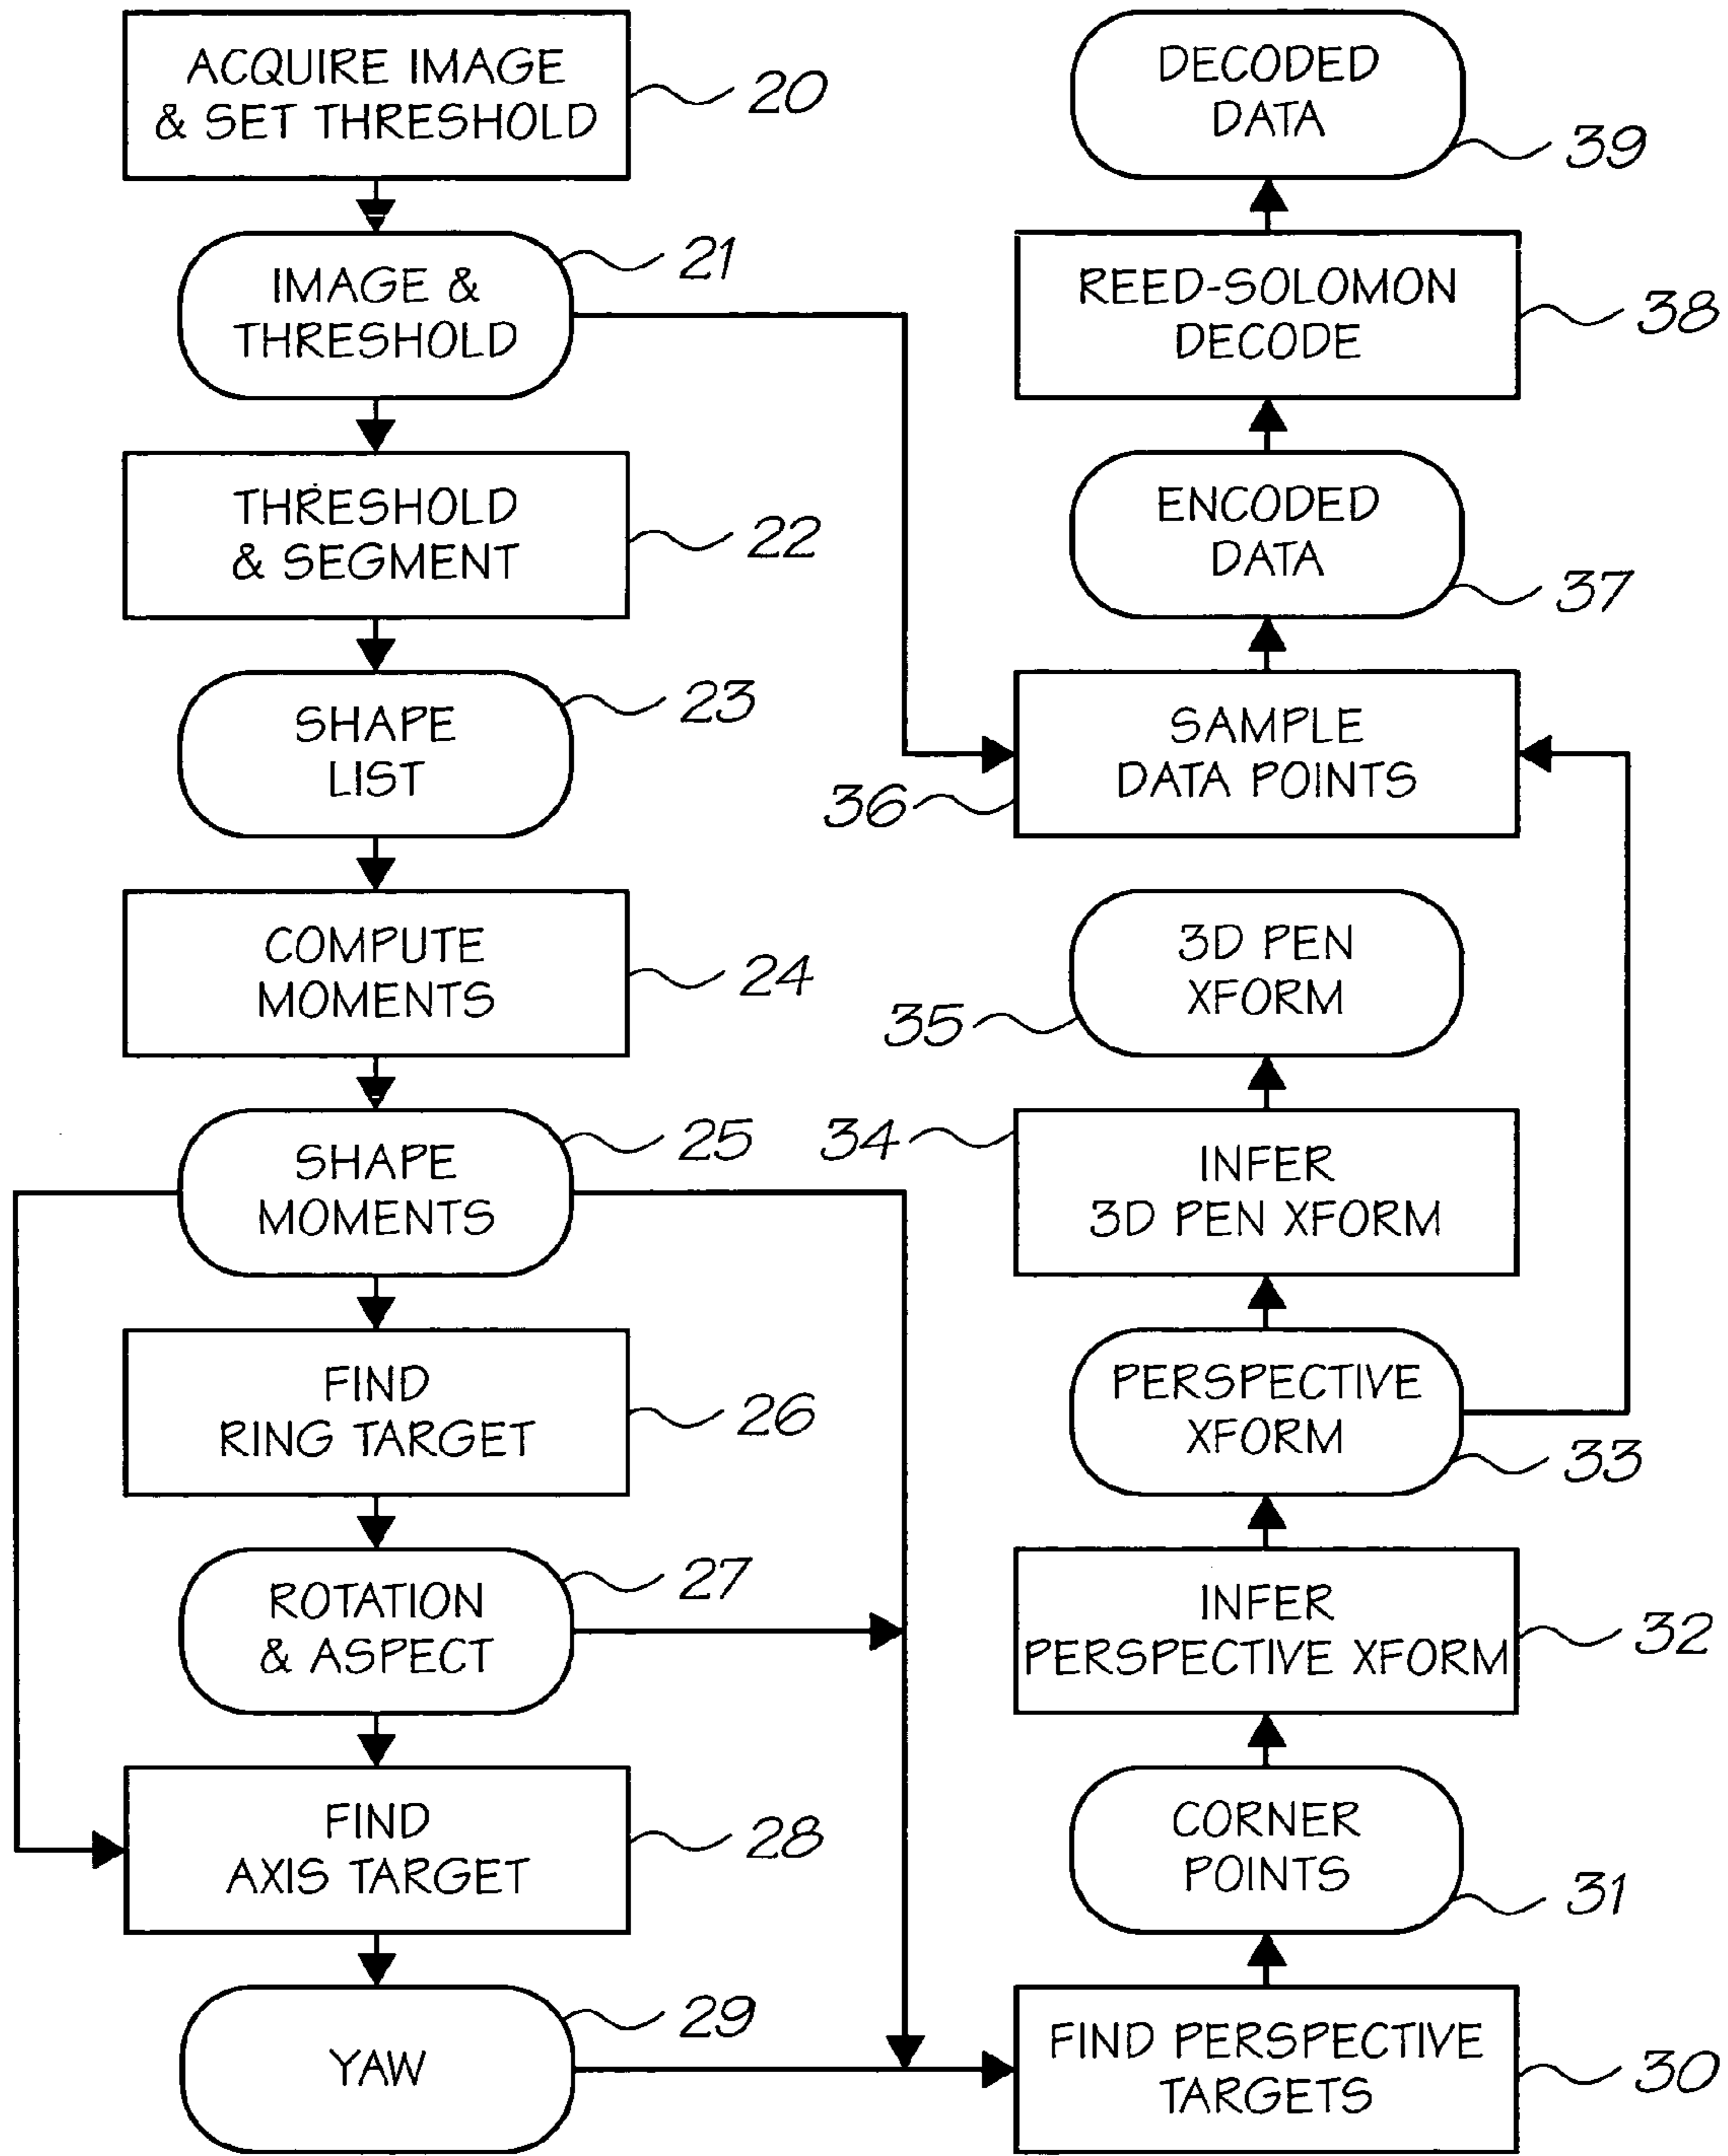 ACQUIRE IMAGE
& SET THRESHOLD
20
IMAGE &
THRESHOLD
21
THRESHOLD
& SEGMENT
22
SHAPE
LIST
23
COMPUTE
MOMENTS
24
SHAPE
MOMENTS
25
FIND
RING TARGET
26
ROTATION
& ASPECT
27
FIND
AXIS TARGET
28
YAW
29
DECODED
DATA
39
REED-SOLOMON
DECODE
38
ENCODED
DATA
37
SAMPLE
DATA POINTS
36
3D PEN
XFORM
35
INFER
3D PEN XFORM
34
PERSPECTIVE
XFORM
33
INFER
PERSPECTIVE XFORM
32
CORNER
POINTS
31
FIND PERSPECTIVE
TARGETS
30